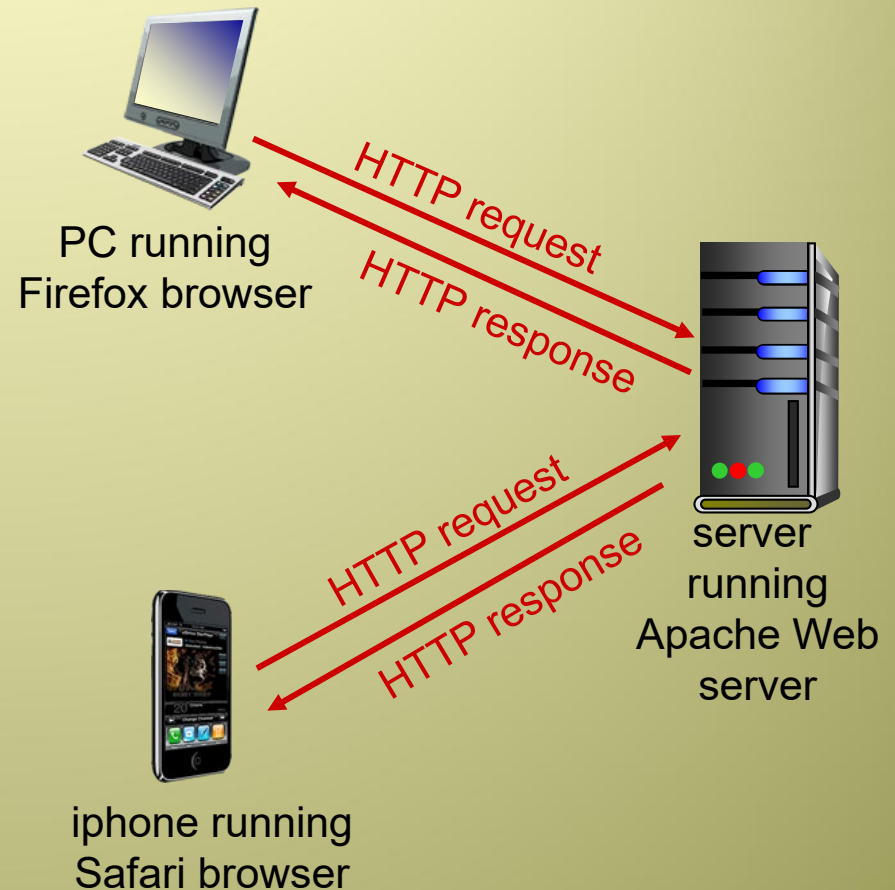 HTTP request
HTTP response
PC running
Firefox browser
HTTP request
HTTP response
server
running
Apache Web
server
iphone running
Safari browser